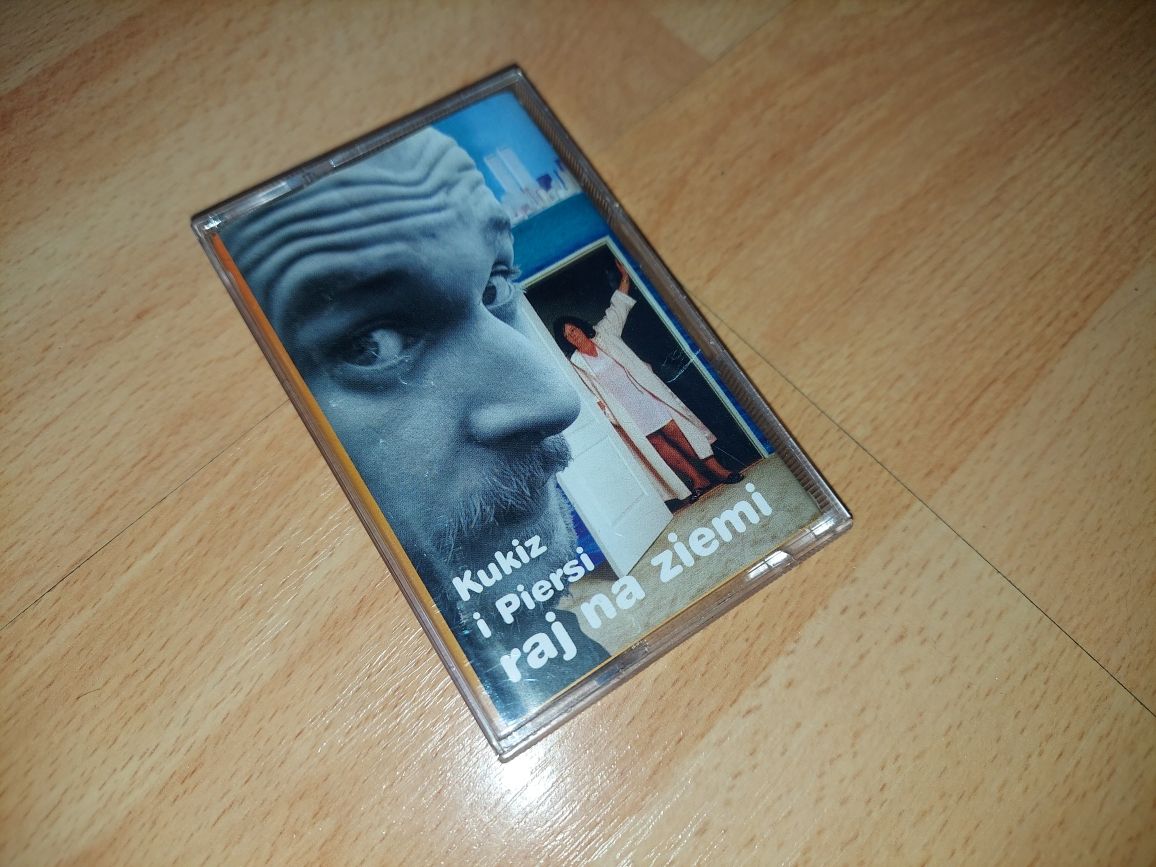 Kukiz
i Piersi
raj na ziemi